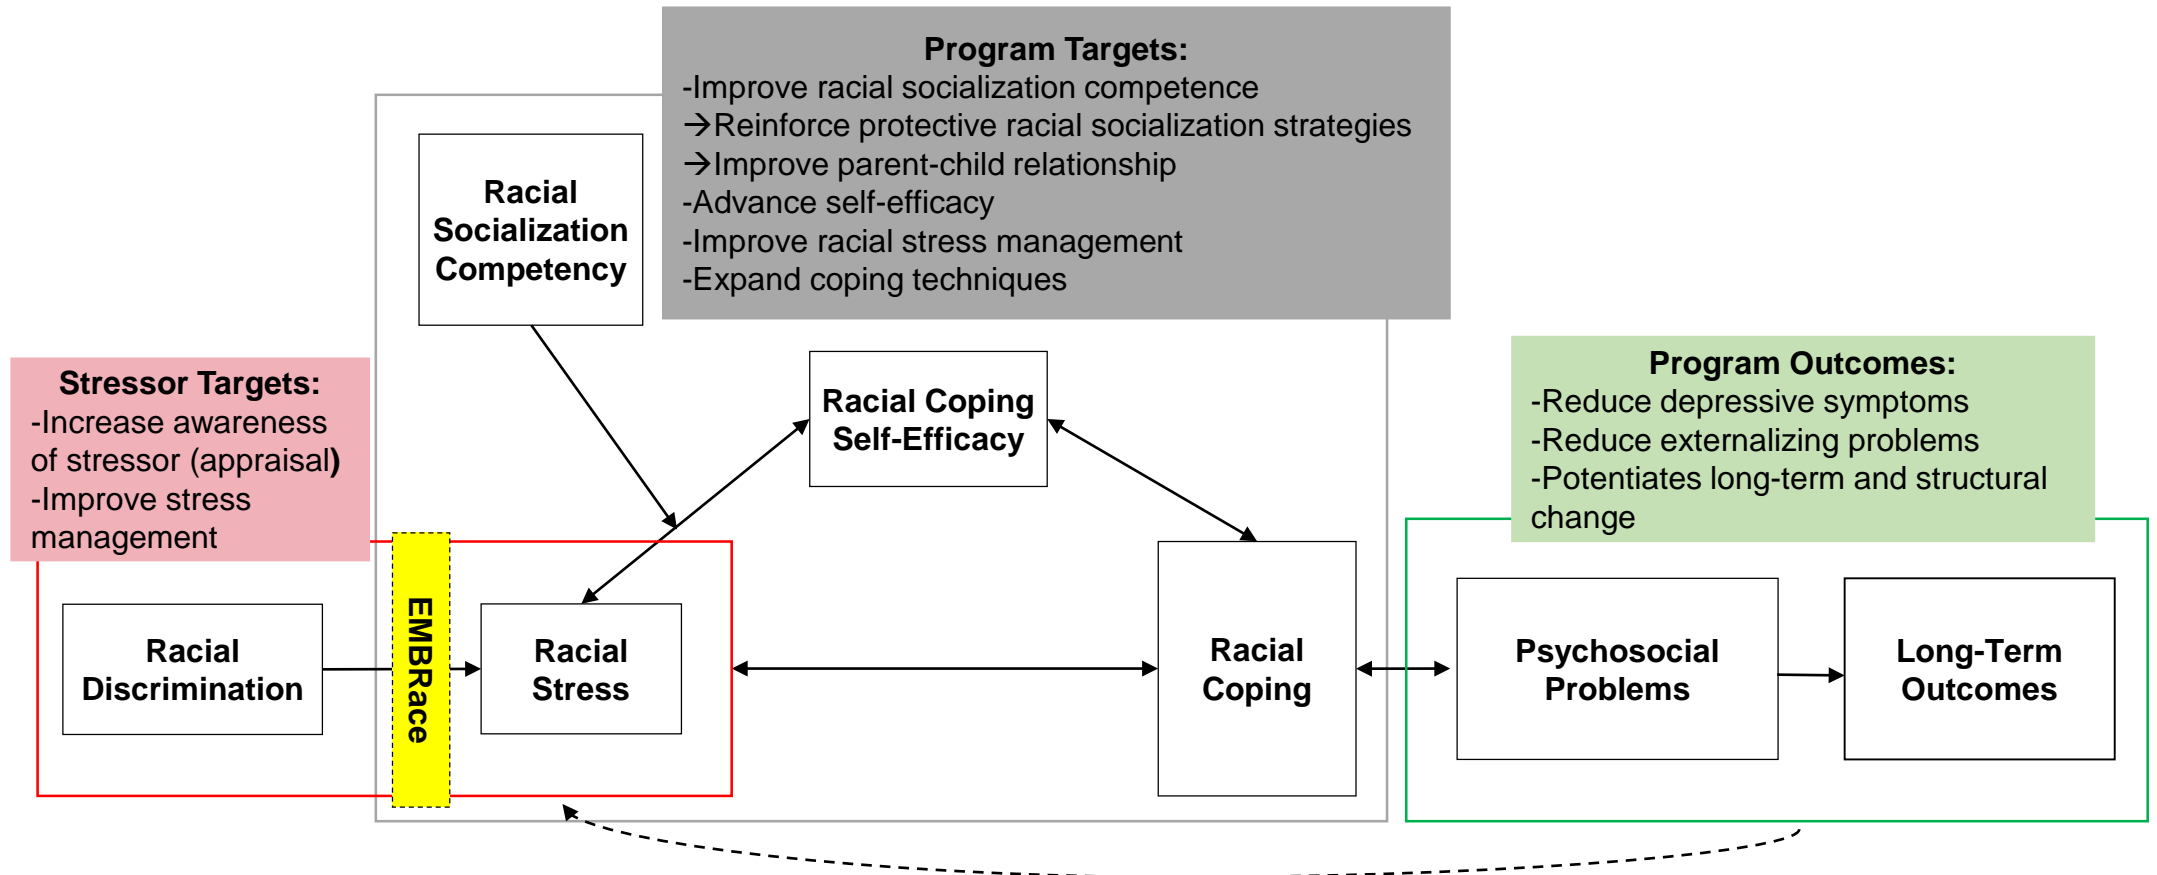 Program Targets:
-Improve racial socialization competence
→Reinforce protective racial socialization strategies
→Improve parent-child relationship
-Advance self-efficacy
-Improve racial stress management
-Expand coping techniques
Racial
Socialization
Competency
Stressor Targets:
-Increase awareness
of stressor (appraisal)
-Improve stress
management
Racial Coping
Self-Efficacy
Program Outcomes:
-Reduce depressive symptoms
-Reduce externalizing problems
-Potentiates long-term and structural
change
Racial
Discrimination
EMBRace
Racial
Stress
Racial
Coping
Psychosocial
Problems
Long-Term
Outcomes